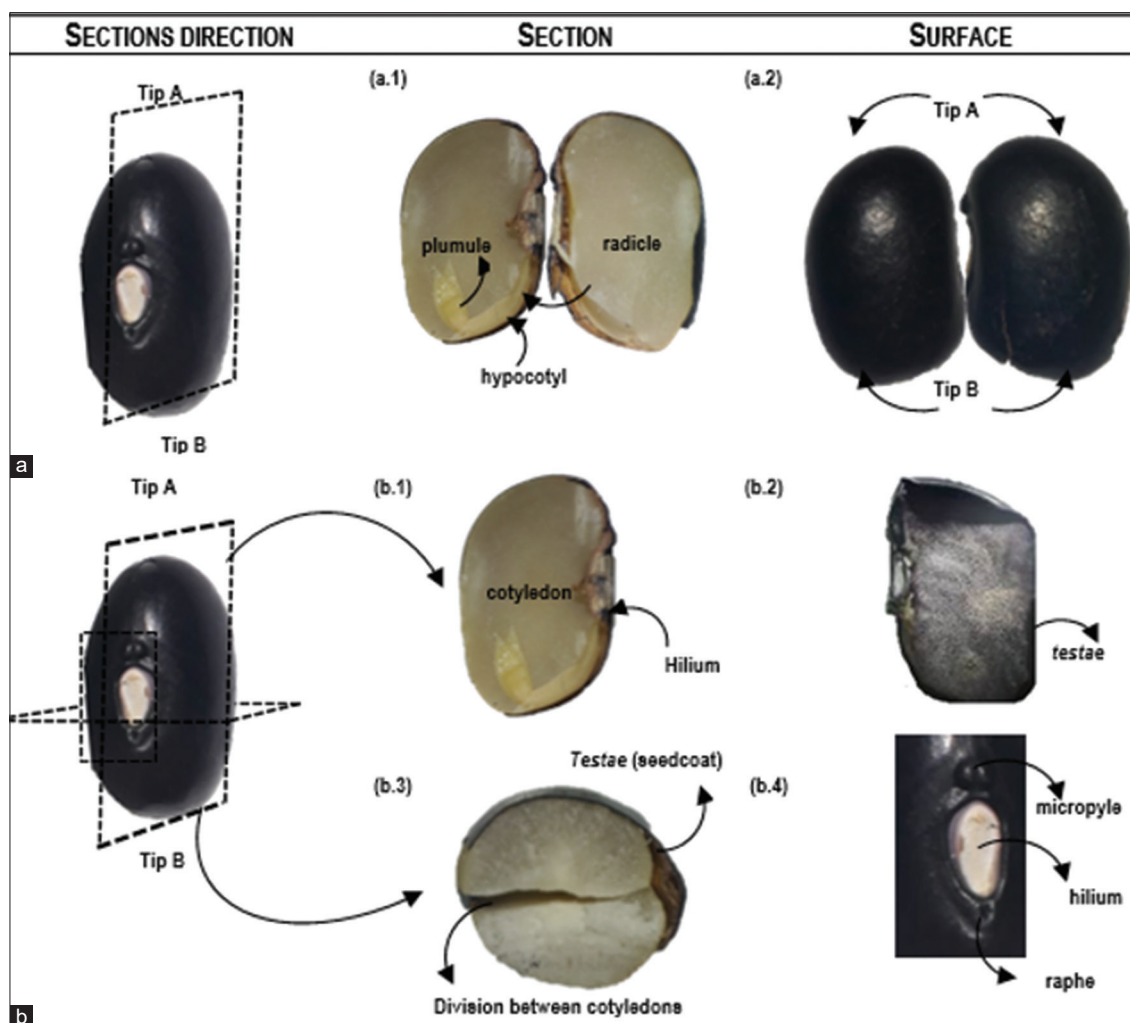 SECTIONS DIRECTION
SECTION
SURFACE
Tip A
Tip B
a
(a.1)
plumule
radicle
hypocotyl
(a.2)
Tip A
Tip B
Tip A
Tip B
b
(b.1)
cotyledon
Hilium
(b.2)
testae
(b.3)
Testae (seedcoat)
Division between cotyledons
(b.4)
micropyle
hilium
raphe